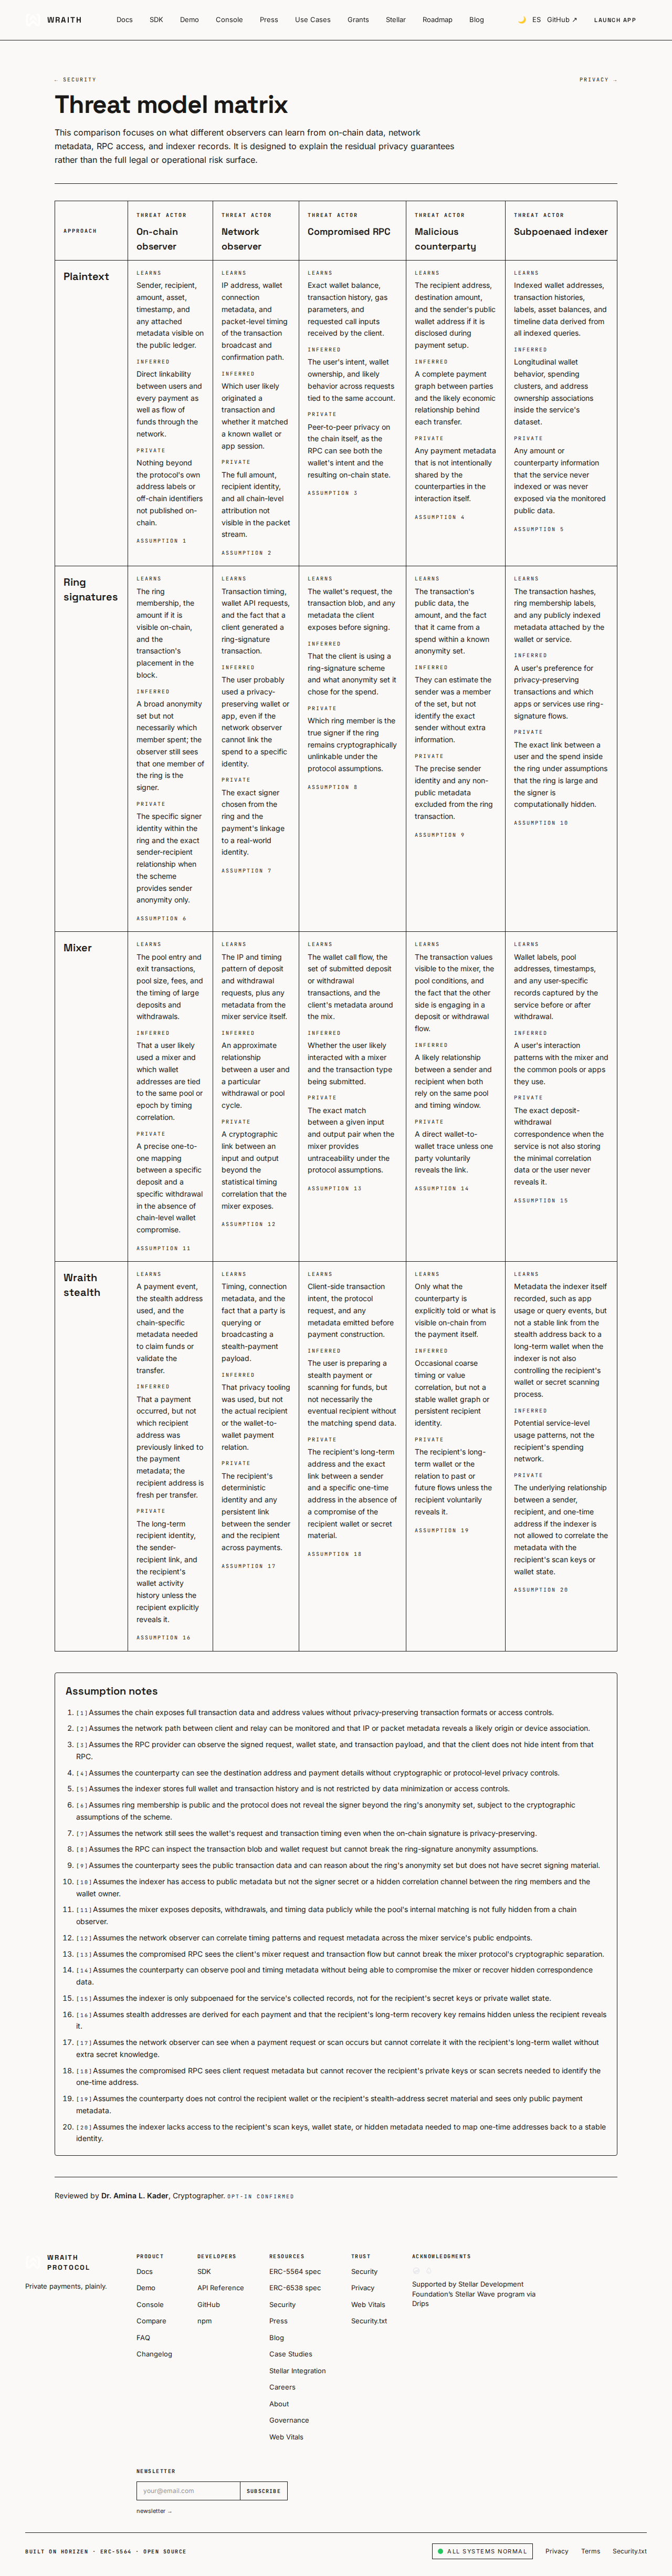 WRAITH
Docs SDK Demo Console Press Use Cases Grants Stellar Roadmap Blog
ES GitHub ↗ LAUNCH APP
← SECURITY
PRIVACY →
Threat model matrix
This comparison focuses on what different observers can learn from on-chain data, network
metadata, RPC access, and indexer records. It is designed to explain the residual privacy guarantees
rather than the full legal or operational risk surface.
APPROACH
THREAT ACTOR
On-chain
observer
THREAT ACTOR
Network
observer
THREAT ACTOR
Compromised RPC
THREAT ACTOR
Malicious
counterparty
THREAT ACTOR
Subpoenaed indexer
Plaintext
LEARNS
Sender, recipient,
amount, asset,
timestamp, and
any attached
metadata visible on
the public ledger.
INFERRED
Direct linkability
between users and
every payment as
well as flow of
funds through the
network.
PRIVATE
Nothing beyond
the protocol's own
address labels or
off-chain identifiers
not published on-
chain.
ASSUMPTION 1
LEARNS
IP address, wallet
connection
metadata, and
packet-level timing
of the transaction
broadcast and
confirmation path.
INFERRED
Which user likely
originated a
transaction and
whether it matched
a known wallet or
app session.
PRIVATE
The full amount,
recipient identity,
and all chain-level
attribution not
visible in the packet
stream.
ASSUMPTION 2
LEARNS
Exact wallet balance,
transaction history, gas
parameters, and
requested call inputs
received by the client.
INFERRED
The user's intent, wallet
ownership, and likely
behavior across requests
tied to the same account.
PRIVATE
Peer-to-peer privacy on
the chain itself, as the
RPC can see both the
wallet's intent and the
resulting on-chain state.
ASSUMPTION 3
LEARNS
The recipient address,
destination amount,
and the sender's public
wallet address if it is
disclosed during
payment setup.
INFERRED
A complete payment
graph between parties
and the likely economic
relationship behind
each transfer.
PRIVATE
Any payment metadata
that is not intentionally
shared by the
counterparties in the
interaction itself.
ASSUMPTION 4
LEARNS
Indexed wallet addresses,
transaction histories,
labels, asset balances, and
timeline data derived from
all indexed queries.
INFERRED
Longitudinal wallet
behavior, spending
clusters, and address
ownership associations
inside the service's
dataset.
PRIVATE
Any amount or
counterparty information
that the service never
indexed or was never
exposed via the monitored
public data.
ASSUMPTION 5
Ring
signatures
LEARNS
The ring
membership, the
amount if it is
visible on-chain,
and the
transaction's
placement in the
block.
INFERRED
A broad anonymity
set but not
necessarily which
member spent; the
observer still sees
that one member of
the ring is the
signer.
PRIVATE
The specific signer
identity within the
ring and the exact
sender-recipient
relationship when
the scheme
provides sender
anonymity only.
ASSUMPTION 6
LEARNS
Transaction timing,
wallet API requests,
and the fact that a
client generated a
ring-signature
transaction.
INFERRED
The user probably
used a privacy-
preserving wallet or
app, even if the
network observer
cannot link the
spend to a specific
identity.
PRIVATE
The exact signer
chosen from the
ring and the
payment's linkage
to a real-world
identity.
ASSUMPTION 7
LEARNS
The wallet's request, the
transaction blob, and any
metadata the client
exposes before signing.
INFERRED
That the client is using a
ring-signature scheme
and what anonymity set it
chose for the spend.
PRIVATE
Which ring member is the
true signer if the ring
remains cryptographically
unlinkable under the
protocol assumptions.
ASSUMPTION 8
LEARNS
The transaction's
public data, the
amount, and the fact
that it came from a
spend within a known
anonymity set.
INFERRED
They can estimate the
sender was a member
of the set, but not
identify the exact
sender without extra
information.
PRIVATE
The precise sender
identity and any non-
public metadata
excluded from the ring
transaction.
ASSUMPTION 9
LEARNS
The transaction hashes,
ring membership labels,
and any publicly indexed
metadata attached by the
wallet or service.
INFERRED
A user's preference for
privacy-preserving
transactions and which
apps or services use ring-
signature flows.
PRIVATE
The exact link between a
user and the spend inside
the ring under assumptions
that the ring is large and
the signer is
computationally hidden.
ASSUMPTION 10
Mixer
LEARNS
The pool entry and
exit transactions,
pool size, fees, and
the timing of large
deposits and
withdrawals.
INFERRED
That a user likely
used a mixer and
which wallet
addresses are tied
to the same pool or
epoch by timing
correlation.
PRIVATE
A precise one-to-
one mapping
between a specific
deposit and a
specific withdrawal
in the absence of
chain-level wallet
compromise.
ASSUMPTION 11
LEARNS
The IP and timing
pattern of deposit
and withdrawal
requests, plus any
metadata from the
mixer service itself.
INFERRED
An approximate
relationship
between a user and
a particular
withdrawal or pool
cycle.
PRIVATE
A cryptographic
link between an
input and output
beyond the
statistical timing
correlation that the
mixer exposes.
ASSUMPTION 12
LEARNS
The wallet call flow, the
set of submitted deposit
or withdrawal
transactions, and the
client's metadata around
the mix.
INFERRED
Whether the user likely
interacted with a mixer
and the transaction type
being submitted.
PRIVATE
The exact match
between a given input
and output pair when the
mixer provides
untraceability under the
protocol assumptions.
ASSUMPTION 13
LEARNS
The transaction values
visible to the mixer, the
pool conditions, and
the fact that the other
side is engaging in a
deposit or withdrawal
flow.
INFERRED
A likely relationship
between a sender and
recipient when both
rely on the same pool
and timing window.
PRIVATE
A direct wallet-to-
wallet trace unless one
party voluntarily
reveals the link.
ASSUMPTION 14
LEARNS
Wallet labels, pool
addresses, timestamps,
and any user-specific
records captured by the
service before or after
withdrawal.
INFERRED
A user's interaction
patterns with the mixer and
the common pools or apps
they use.
PRIVATE
The exact deposit-
withdrawal
correspondence when the
service is not also storing
the minimal correlation
data or the user never
reveals it.
ASSUMPTION 15
Wraith
stealth
LEARNS
A payment event,
the stealth address
used, and the
chain-specific
metadata needed
to claim funds or
validate the
transfer.
INFERRED
That a payment
occurred, but not
which recipient
address was
previously linked to
the payment
metadata; the
recipient address is
fresh per transfer.
PRIVATE
The long-term
recipient identity,
the sender-
recipient link, and
the recipient's
wallet activity
history unless the
recipient explicitly
reveals it.
ASSUMPTION 16
LEARNS
Timing, connection
metadata, and the
fact that a party is
querying or
broadcasting a
stealth-payment
payload.
INFERRED
That privacy tooling
was used, but not
the actual recipient
or the wallet-to-
wallet payment
relation.
PRIVATE
The recipient's
deterministic
identity and any
persistent link
between the sender
and the recipient
across payments.
ASSUMPTION 17
LEARNS
Client-side transaction
intent, the protocol
request, and any
metadata emitted before
payment construction.
INFERRED
The user is preparing a
stealth payment or
scanning for funds, but
not necessarily the
eventual recipient without
the matching spend data.
PRIVATE
The recipient's long-term
address and the exact
link between a sender
and a specific one-time
address in the absence of
a compromise of the
recipient wallet or secret
material.
ASSUMPTION 18
LEARNS
Only what the
counterparty is
explicitly told or what is
visible on-chain from
the payment itself.
INFERRED
Occasional coarse
timing or value
correlation, but not a
stable wallet graph or
persistent recipient
identity.
PRIVATE
The recipient's long-
term wallet or the
relation to past or
future flows unless the
recipient voluntarily
reveals it.
ASSUMPTION 19
LEARNS
Metadata the indexer itself
recorded, such as app
usage or query events, but
not a stable link from the
stealth address back to a
long-term wallet when the
indexer is not also
controlling the recipient's
wallet or secret scanning
process.
INFERRED
Potential service-level
usage patterns, not the
recipient's spending
network.
PRIVATE
The underlying relationship
between a sender,
recipient, and one-time
address if the indexer is
not allowed to correlate the
metadata with the
recipient's scan keys or
wallet state.
ASSUMPTION 20
Assumption notes
1. [1]Assumes the chain exposes full transaction data and address values without privacy-preserving transaction formats or access controls.
2. [2]Assumes the network path between client and relay can be monitored and that IP or packet metadata reveals a likely origin or device association.
3. [3]Assumes the RPC provider can observe the signed request, wallet state, and transaction payload, and that the client does not hide intent from that
RPC.
4. [4]Assumes the counterparty can see the destination address and payment details without cryptographic or protocol-level privacy controls.
5. [5]Assumes the indexer stores full wallet and transaction history and is not restricted by data minimization or access controls.
6. [6]Assumes ring membership is public and the protocol does not reveal the signer beyond the ring's anonymity set, subject to the cryptographic
assumptions of the scheme.
7. [7]Assumes the network still sees the wallet's request and transaction timing even when the on-chain signature is privacy-preserving.
8. [8]Assumes the RPC can inspect the transaction blob and wallet request but cannot break the ring-signature anonymity assumptions.
9. [9]Assumes the counterparty sees the public transaction data and can reason about the ring's anonymity set but does not have secret signing material.
10. [10]Assumes the indexer has access to public metadata but not the signer secret or a hidden correlation channel between the ring members and the
wallet owner.
11. [11]Assumes the mixer exposes deposits, withdrawals, and timing data publicly while the pool's internal matching is not fully hidden from a chain
observer.
12. [12]Assumes the network observer can correlate timing patterns and request metadata across the mixer service's public endpoints.
13. [13]Assumes the compromised RPC sees the client's mixer request and transaction flow but cannot break the mixer protocol's cryptographic separation.
14. [14]Assumes the counterparty can observe pool and timing metadata without being able to compromise the mixer or recover hidden correspondence
data.
15. [15]Assumes the indexer is only subpoenaed for the service's collected records, not for the recipient's secret keys or private wallet state.
16. [16]Assumes stealth addresses are derived for each payment and that the recipient's long-term recovery key remains hidden unless the recipient reveals
it.
17. [17]Assumes the network observer can see when a payment request or scan occurs but cannot correlate it with the recipient's long-term wallet without
extra secret knowledge.
18. [18]Assumes the compromised RPC sees client request metadata but cannot recover the recipient's private keys or scan secrets needed to identify the
one-time address.
19. [19]Assumes the counterparty does not control the recipient wallet or the recipient's stealth-address secret material and sees only public payment
metadata.
20. [20]Assumes the indexer lacks access to the recipient's scan keys, wallet state, or hidden metadata needed to map one-time addresses back to a stable
identity.
Reviewed by Dr. Amina L. Kader, Cryptographer. OPT-IN CONFIRMED
WRAITH
PROTOCOL
Private payments, plainly.
PRODUCT
Docs
Demo
Console
Compare
FAQ
Changelog
DEVELOPERS
SDK
API Reference
GitHub
npm
RESOURCES
ERC-5564 spec
ERC-6538 spec
Security
Press
Blog
Case Studies
Stellar Integration
Careers
About
Governance
Web Vitals
TRUST
Security
Privacy
Web Vitals
Security.txt
ACKNOWLEDGMENTS
Supported by Stellar Development
Foundation's Stellar Wave program via
Drips
NEWSLETTER
your@email.com SUBSCRIBE
newsletter →
BUILT ON HORIZEN · ERC-5564 · OPEN SOURCE
ALL SYSTEMS NORMAL Privacy Terms Security.txt